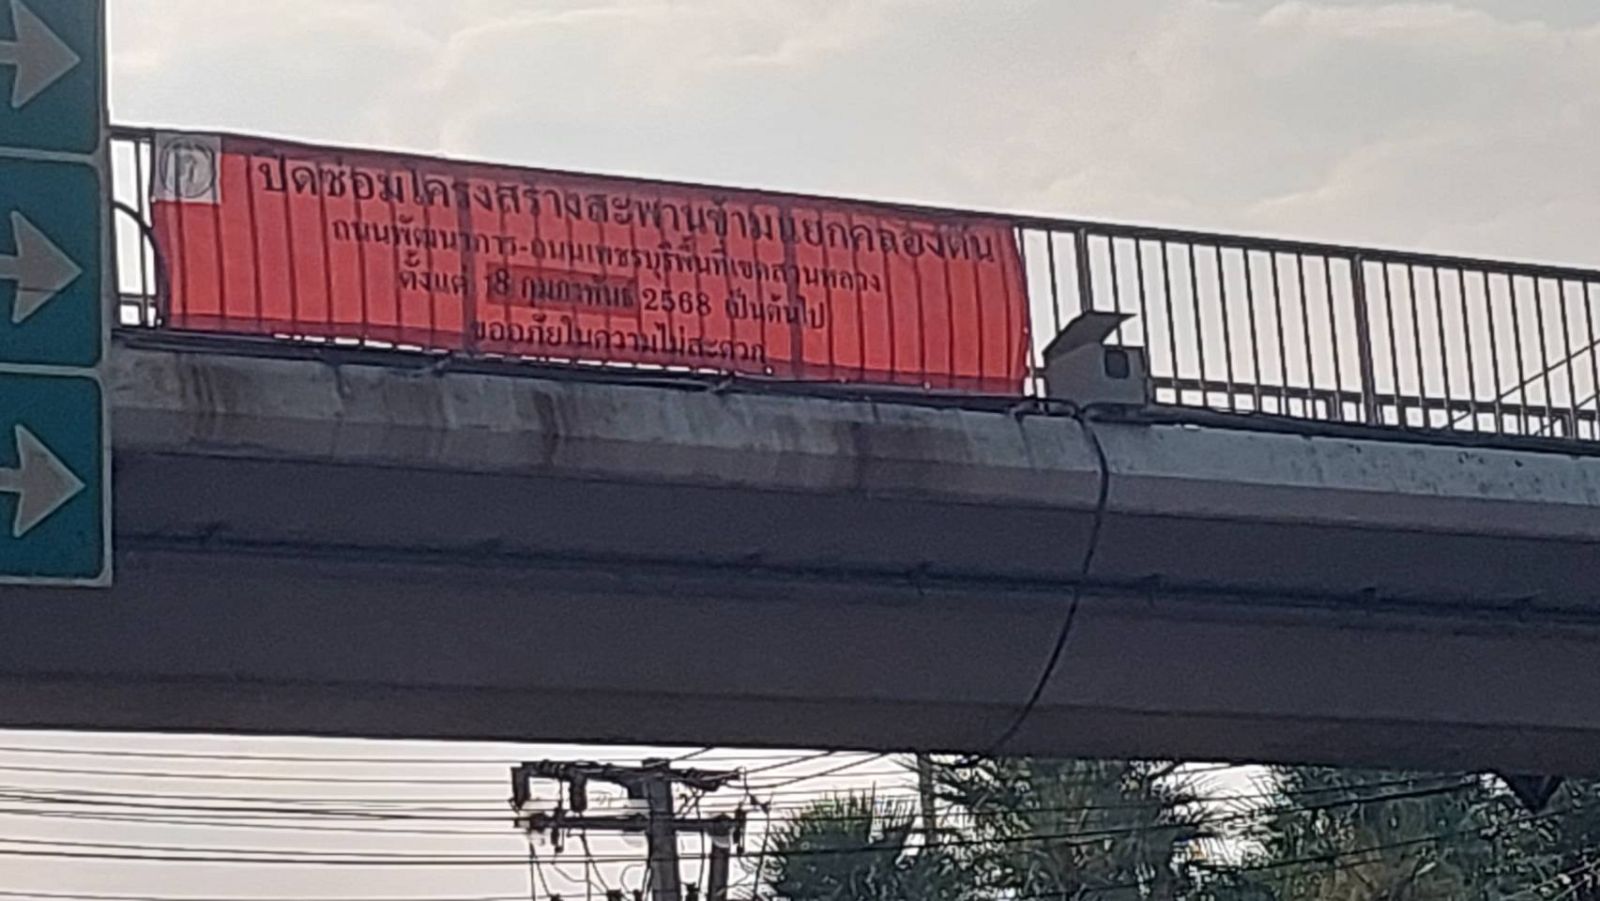 ปิดซ่อมโครงสร้างสะพานข้ามแยกคลองตัน
ถนนพัฒนาการ-ถนนเพชรบุรีพื้นที่เขตสวนหลวง
ตั้งแต่ 18 กุมภาพันธ์ 2568 เป็นต้นไป
ขออภัยในความไม่สะดวก